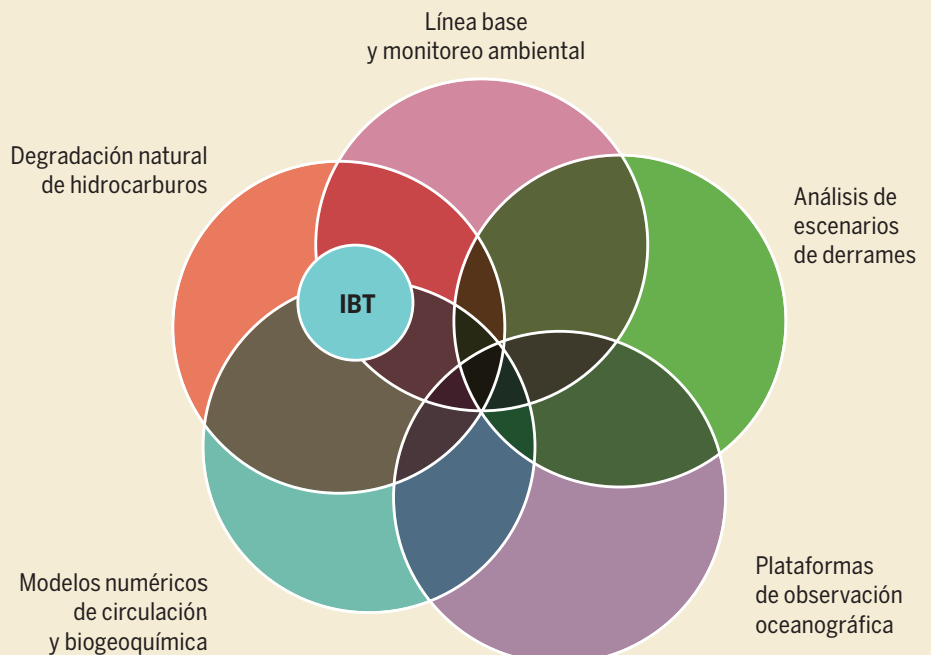 Línea base
y monitoreo ambiental
Degradación natural
de hidrocarburos
Análisis de
escenarios
de derrames
IBT
Modelos numéricos
de circulación
y biogeoquímica
Plataformas
de observación
oceanográfica